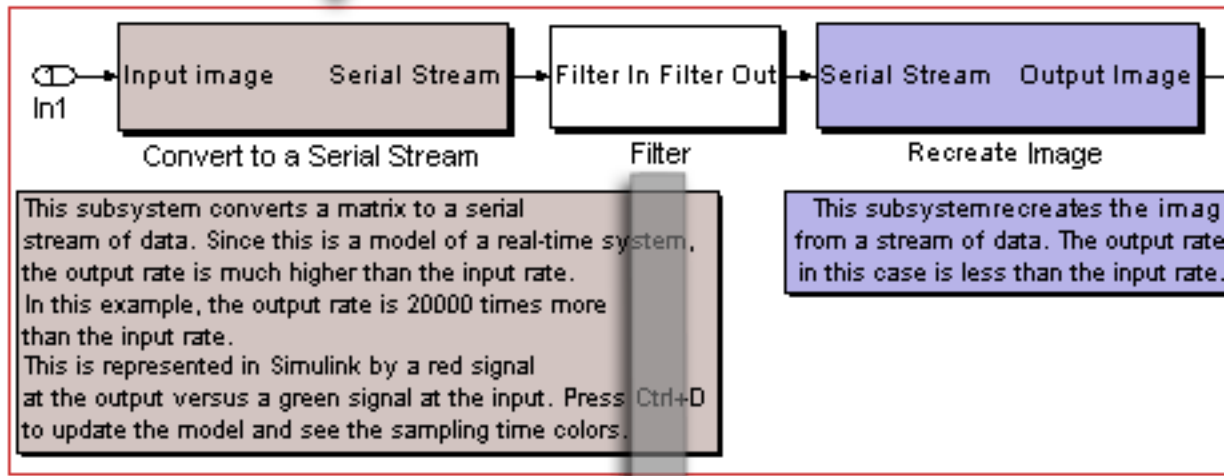 1
In1
Input image Serial Stream
Convert to a Serial Stream
Filter In Filter Out
Filter
Serial Stream Output Image
Recreate Image
This subsystem converts a matrix to a serial
stream of data. Since this is a model of a real-time system,
the output rate is much higher than the input rate.
In this example, the output rate is 20000 times more
than the input rate.
This is represented in Simulink by a red signal
at the output versus a green signal at the input. Press Ctrl+D
to update the model and see the sampling time colors.
This subsystem recreates the imag
from a stream of data. The output rate
in this case is less than the input rate.